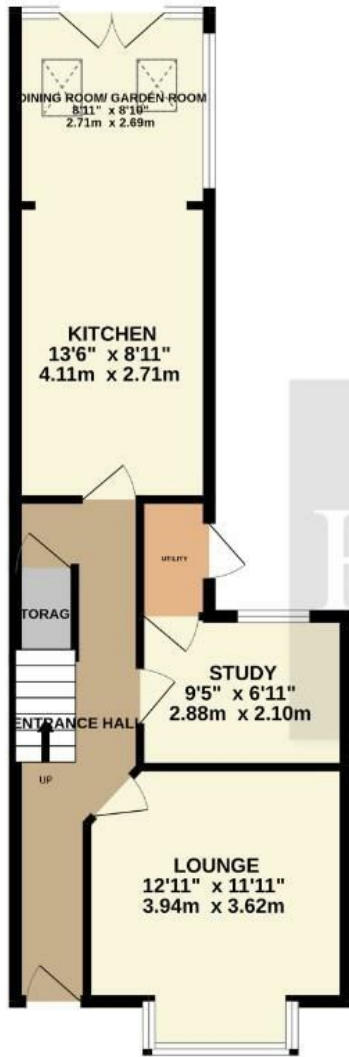 DINING ROOM/ GARDEN ROOM
8'11" x 8'10"
2.71m x 2.69m
KITCHEN
13'6" x 8'11"
4.11m x 2.71m
UTILITY
TORAG
STUDY
9'5" x 6'11"
2.88m x 2.10m
ENTRANCE HALL
UP
LOUNGE
12'11" x 11'11"
3.94m x 3.62m